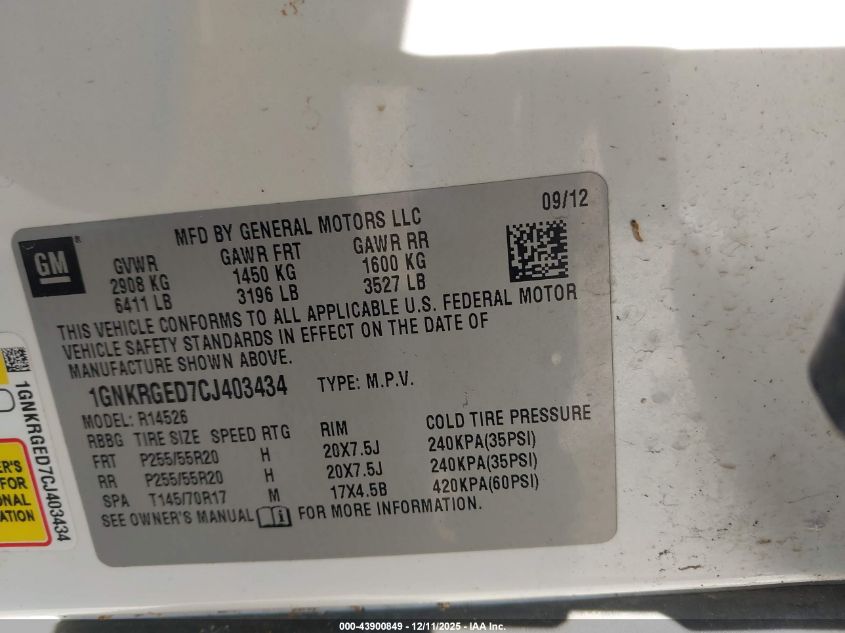 GM ®
MFD BY GENERAL MOTORS LLC
09/12
GVWR GAWR FRT GAWR RR
2908 KG 1450 KG 1600 KG
6411 LB 3196 LB 3527 LB
THIS VEHICLE CONFORMS TO ALL APPLICABLE U.S. FEDERAL MOTOR
VEHICLE SAFETY STANDARDS IN EFFECT ON THE DATE OF
MANUFACTURE SHOWN ABOVE.
1GNKRGED7CJ403434 TYPE: M.P.V.
MODEL: R14526
RBBG TIRE SIZE SPEED RTG RIM COLD TIRE PRESSURE
FRT P255/55R20 H 20X7.5J 240KPA(35PSI)
RR P255/55R20 H 20X7.5J 240KPA(35PSI)
SPA T145/70R17 M 17X4.5B 420KPA(60PSI)
SEE OWNER'S MANUAL FOR MORE INFORMATION.
1GNKRGED7CJ403434
ER'S
FOR
ONAL
ATION
000-43900849 - 12/11/2025 - IAA Inc.